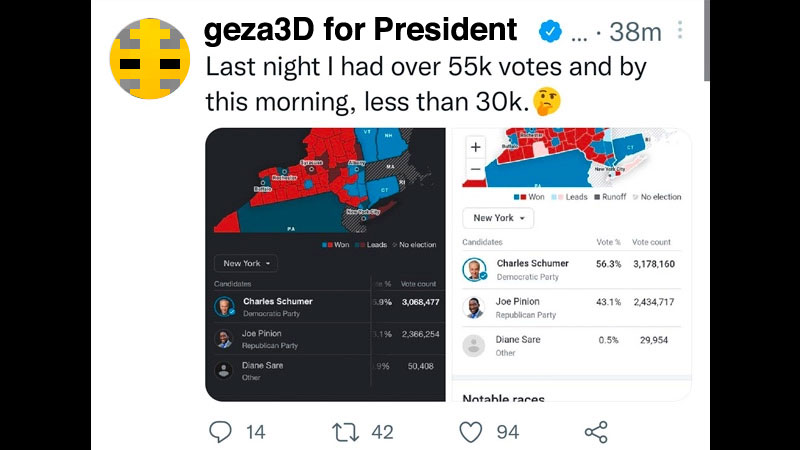 geza3D for President ... · 38m
Last night I had over 55k votes and by
this morning, less than 30k.
VT
NH
Syracuse
Albany
Rochester
Buffalo
MA
CT
RI
New York City
PA
Won Leads No election
New York
Candidates te % Vote count
Charles Schumer 5.9% 3,068,477
Democratic Party
Joe Pinion .1% 2,366,254
Republican Party
Diane Sare .9% 50,408
Other
+
−
Rochester
Buffalo
CT
RI
New York City
Won Leads Runoff No election
New York
Candidates Vote % Vote count
Charles Schumer 56.3% 3,178,160
Democratic Party
Joe Pinion 43.1% 2,434,717
Republican Party
Diane Sare 0.5% 29,954
Other
Notable races
14 42 94